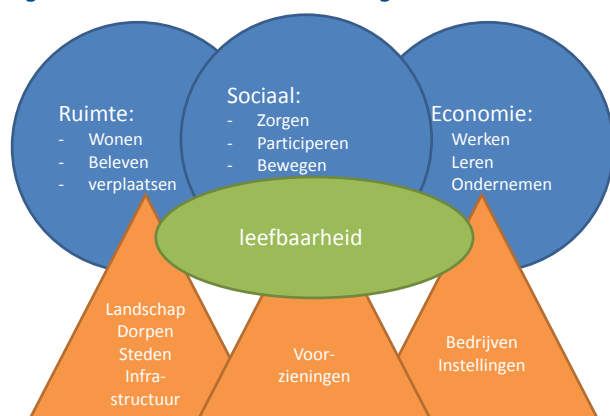 Ruimte:
- Wonen
- Beleven
- verplaatsen
Sociaal:
- Zorgen
- Participeren
- Bewegen
Economie:
Werken
Leren
Ondernemen
leefbaarheid
Landschap
Dorpen
Steden
Infra-
structuur
Voor-
zieningen
Bedrijven
Instellingen